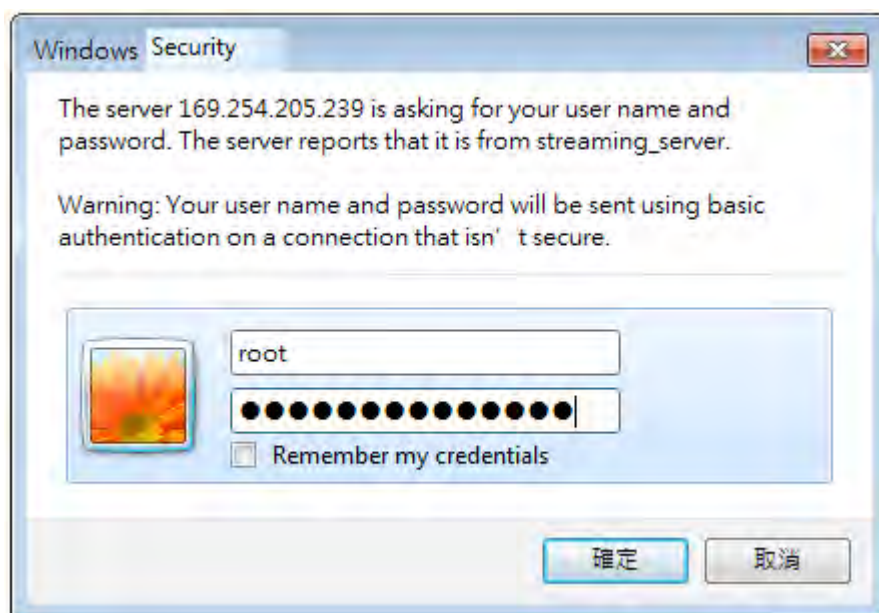 Windows Security
The server 169.254.205.239 is asking for your user name and
password. The server reports that it is from streaming_server.
Warning: Your user name and password will be sent using basic
authentication on a connection that isn' t secure.
root
●●●●●●●●●●●●●●
Remember my credentials
確定
取消